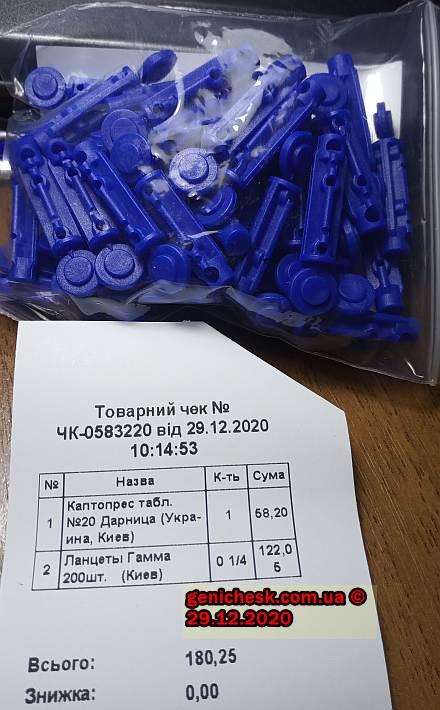 Товарний чек №
ЧК-0583220 від 29.12.2020
10:14:53
№ Назва К-ть Сума
1 Каптопрес табл. №20 Дарница (Укра-ина, Киев) 1 58,20
2 Ланцеты Гамма 200шт. (Киев) 0 1/4 122,05
genichesk.com.ua ©
29.12.2020
Всього: 180,25
Знижка: 0,00